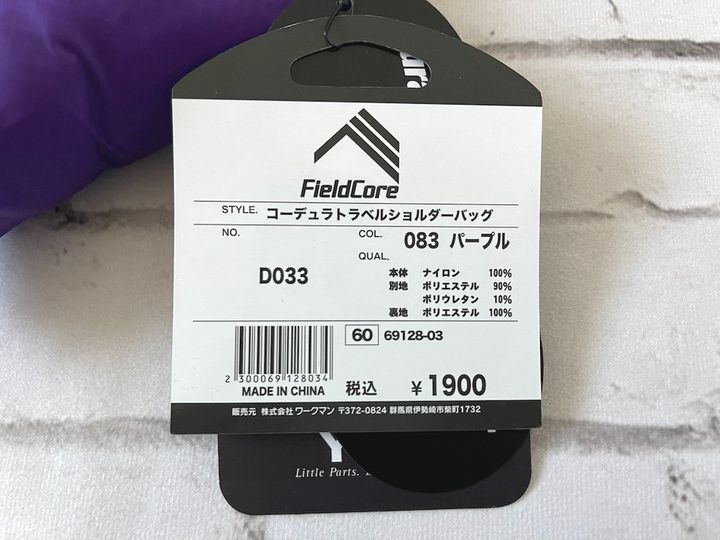 FieldCore
STYLE. コーデュラトラベルショルダーバッグ
NO. COL. 083 パープル
QUAL.
D033
本体 ナイロン 100%
別地 ポリエステル 90%
ポリウレタン 10%
裏地 ポリエステル 100%
60 69128-03
2 300069 128034
MADE IN CHINA 税込 ¥1900
販売元 株式会社 ワークマン 〒372-0824 群馬県伊勢崎市柴町1732
Little Parts.